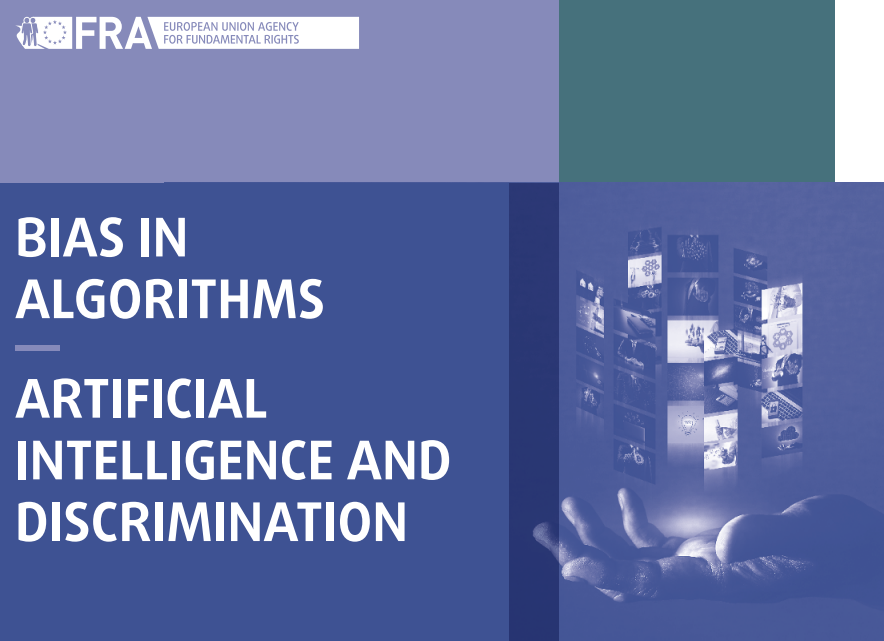 FRA
EUROPEAN UNION AGENCY
FOR FUNDAMENTAL RIGHTS
BIAS IN
ALGORITHMS
ARTIFICIAL
INTELLIGENCE AND
DISCRIMINATION